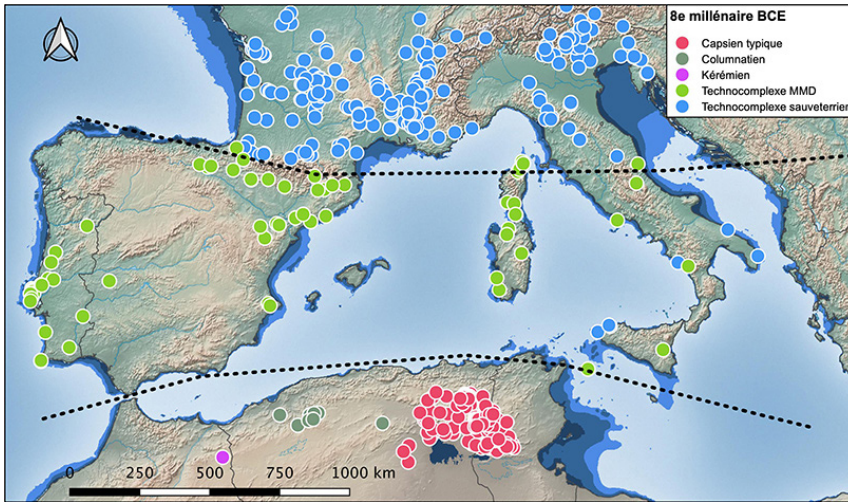 8e millénaire BCE
Capsien typique
Columnatien
Kérémien
Technocomplexe MMD
Technocomplexe sauveterrien
0 250 500 750 1000 km